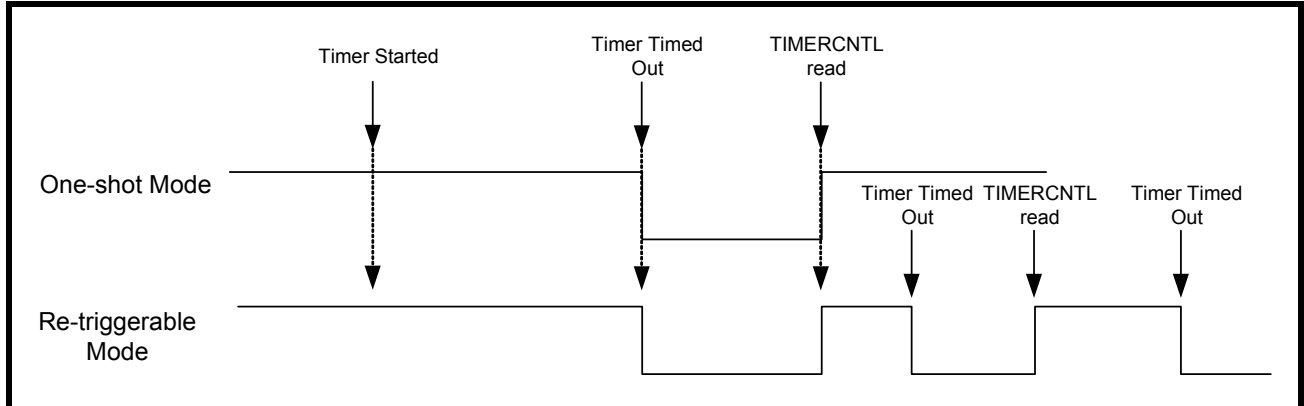 Timer Started
Timer Timed
Out
TIMERCNTL
read
One-shot Mode
Timer Timed
Out
TIMERCNTL
read
Timer Timed
Out
Re-triggerable
Mode